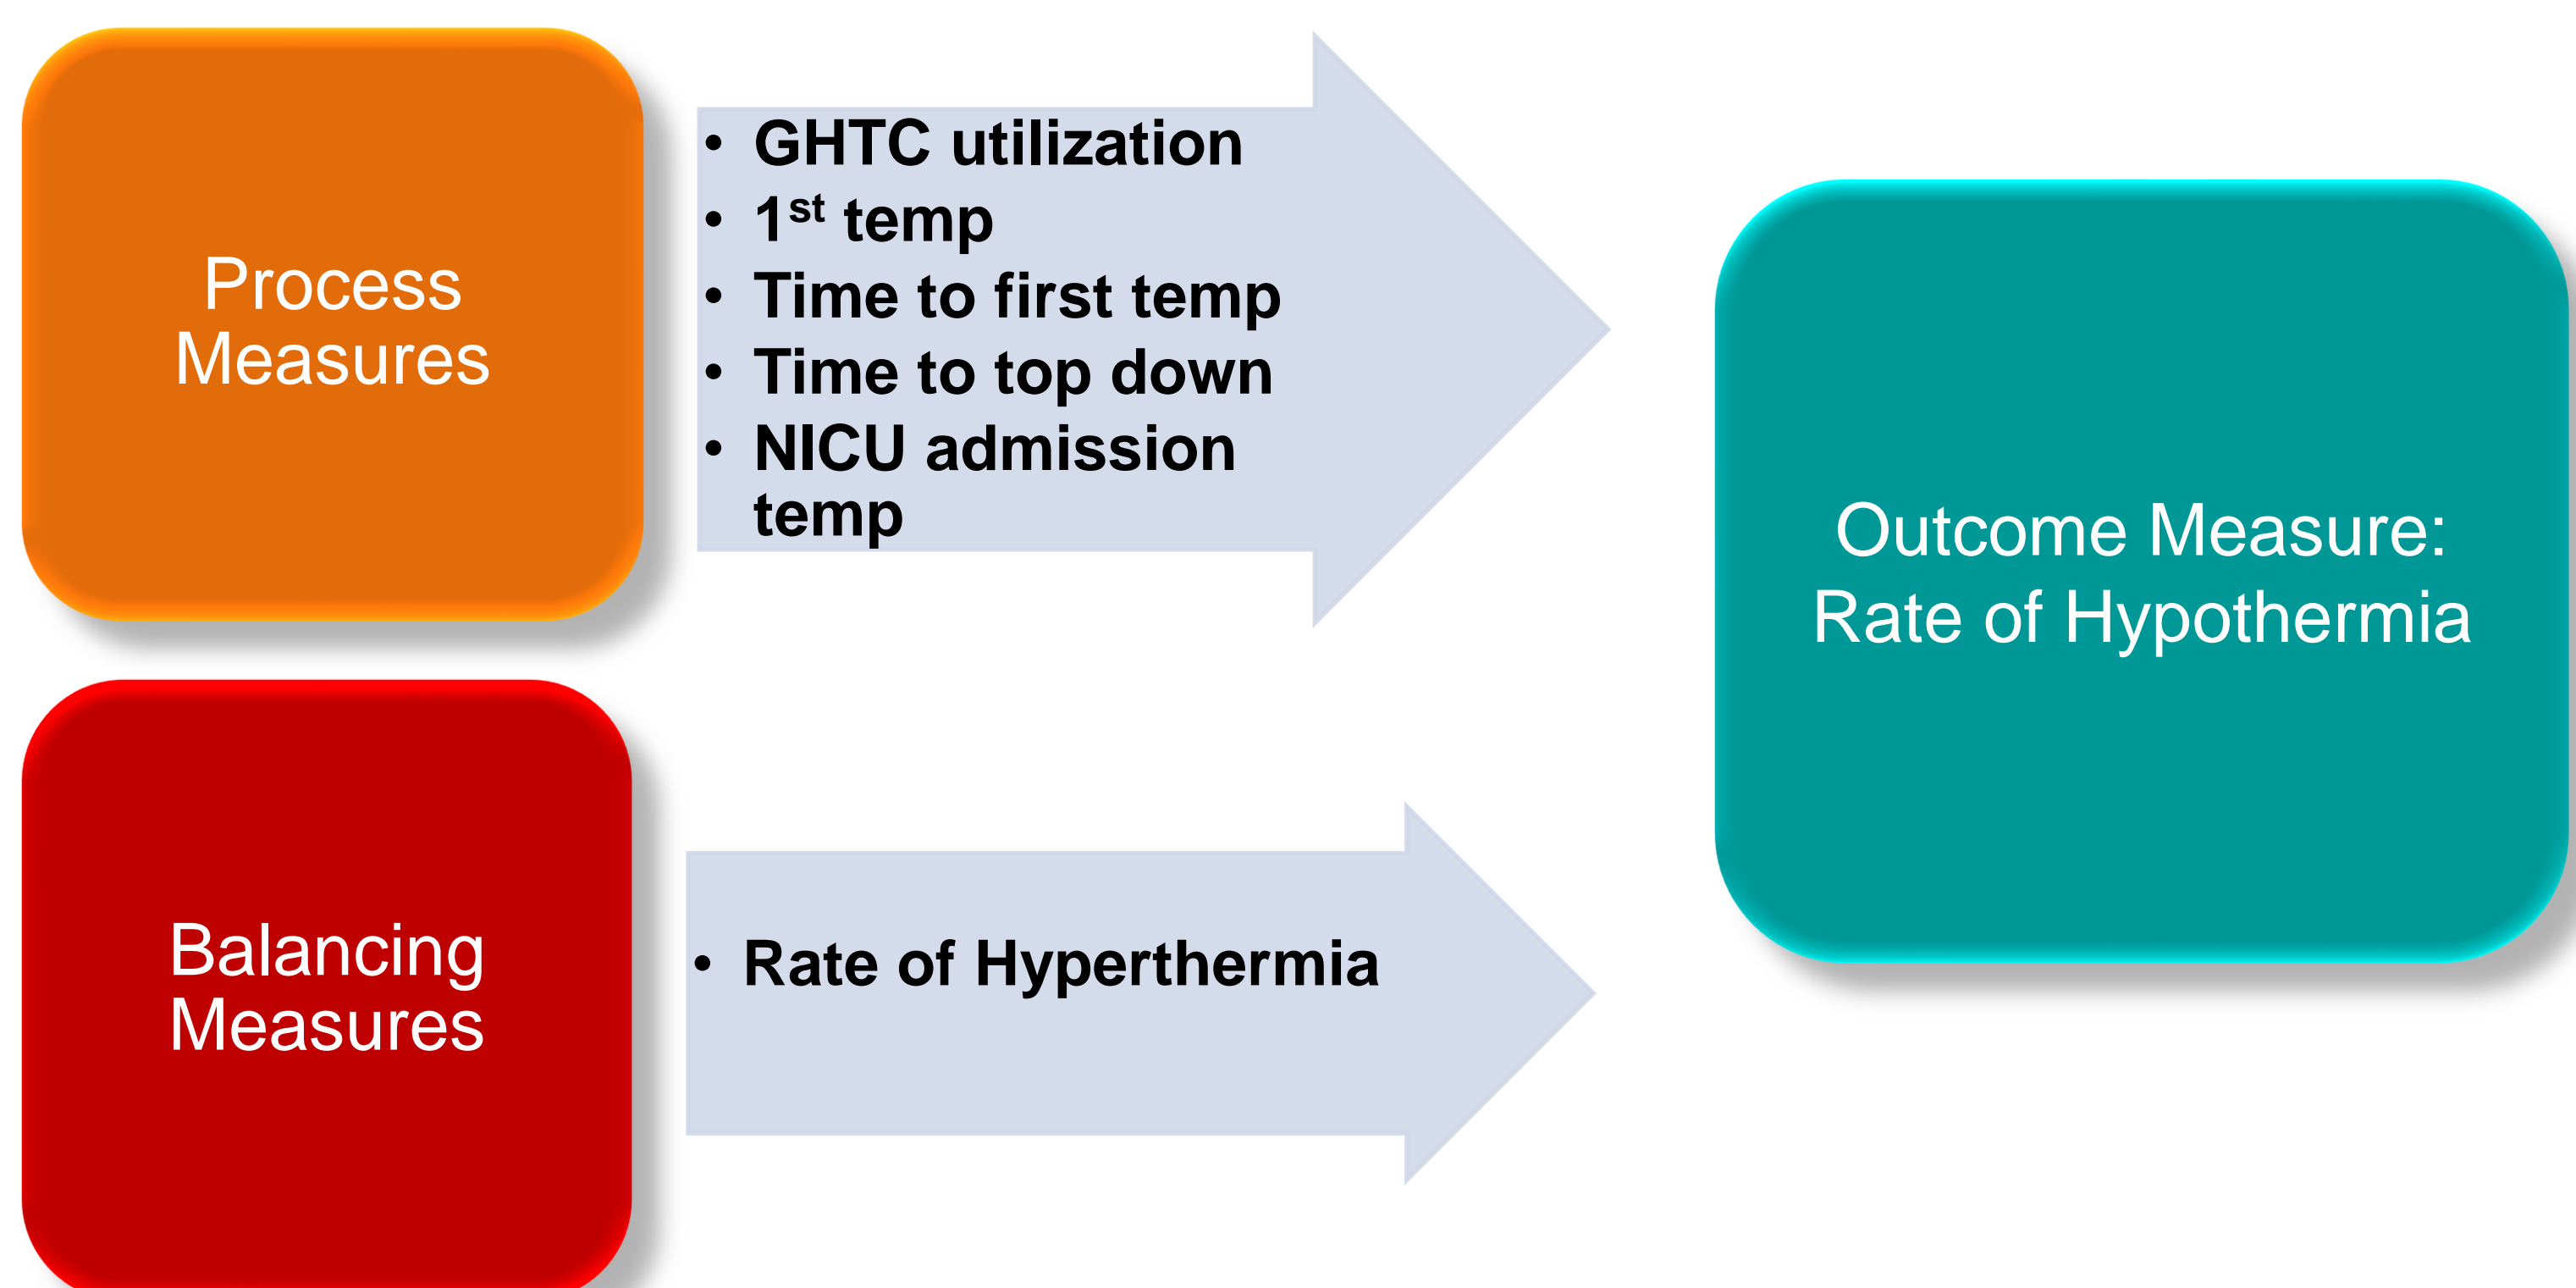 Process
Measures
• GHTC utilization
• 1st temp
• Time to first temp
• Time to top down
• NICU admission
temp
Balancing
Measures
• Rate of Hyperthermia
Outcome Measure:
Rate of Hypothermia